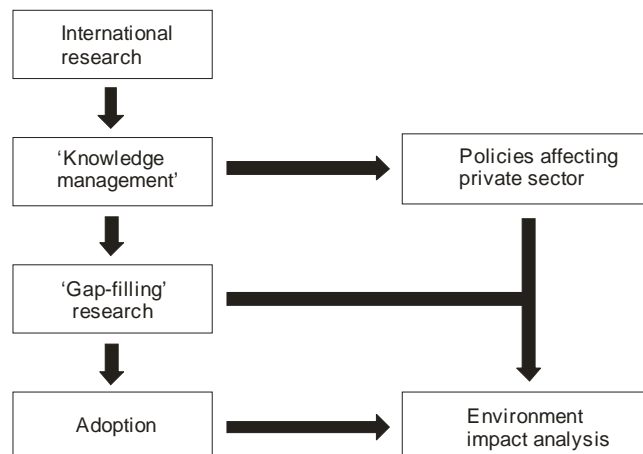 International
research
‘Knowledge
management’
Policies affecting
private sector
‘Gap-filling’
research
Adoption
Environment
impact analysis